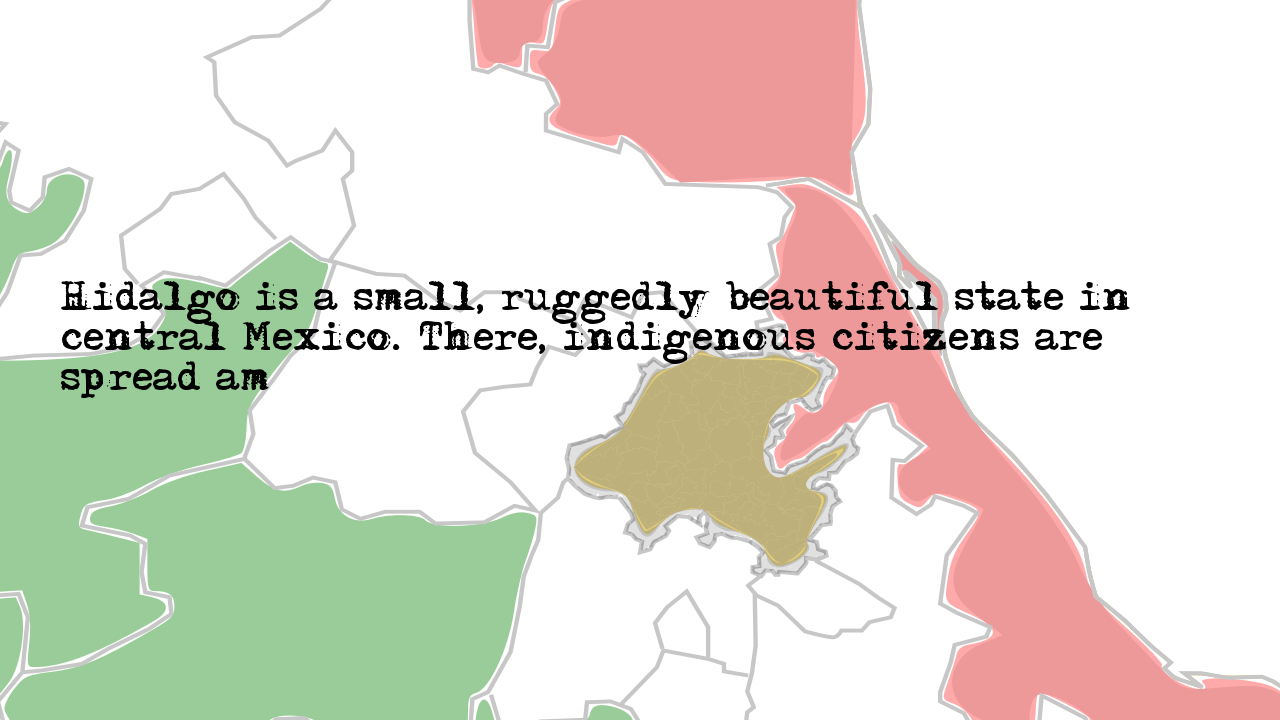 Hidalgo is a small, ruggedly beautiful state in
central Mexico. There, indigenous citizens are
spread am